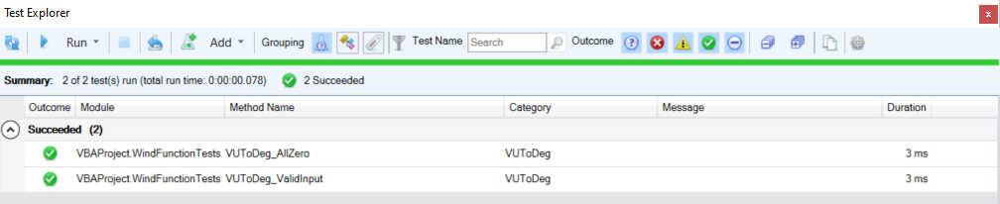 Test Explorer
x
Run Add Grouping Test Name Search Outcome
Summary: 2 of 2 test(s) run (total run time: 0:00:00.078) 2 Succeeded
Outcome Module Method Name Category Message Duration
Succeeded (2)
VBAProject.WindFunctionTests VUToDeg_AllZero VUToDeg 3 ms
VBAProject.WindFunctionTests VUToDeg_ValidInput VUToDeg 3 ms